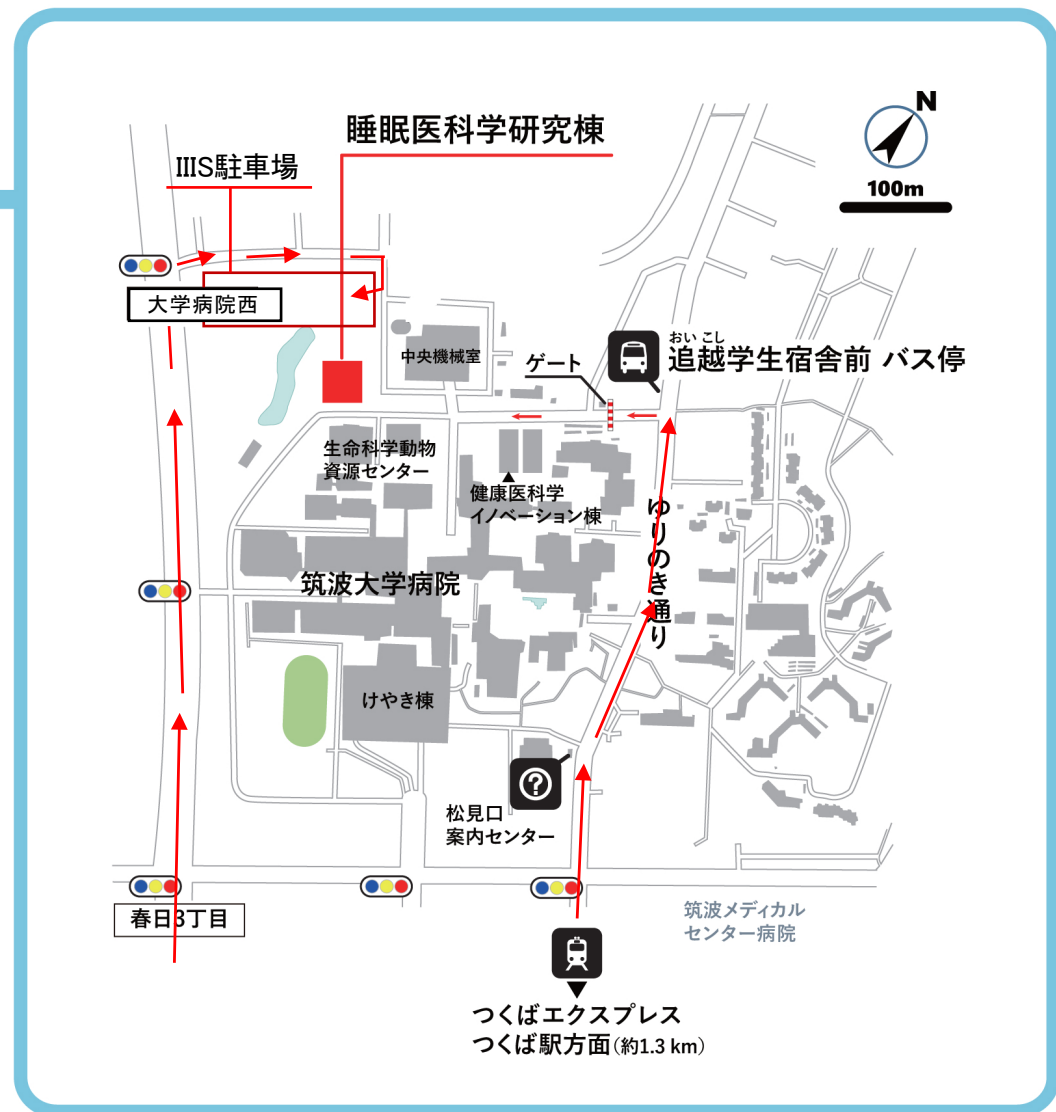 N
100m
睡眠医科学研究棟
IIIS駐車場
大学病院西
中央機械室
ゲート
おいこし
追越学生宿舎前 バス停
生命科学動物
資源センター
健康医科学
イノベーション棟
ゆりのき通り
筑波大学病院
けやき棟
?
松見口
案内センター
春日3丁目
筑波メディカル
センター病院
つくばエクスプレス
つくば駅方面(約1.3 km)